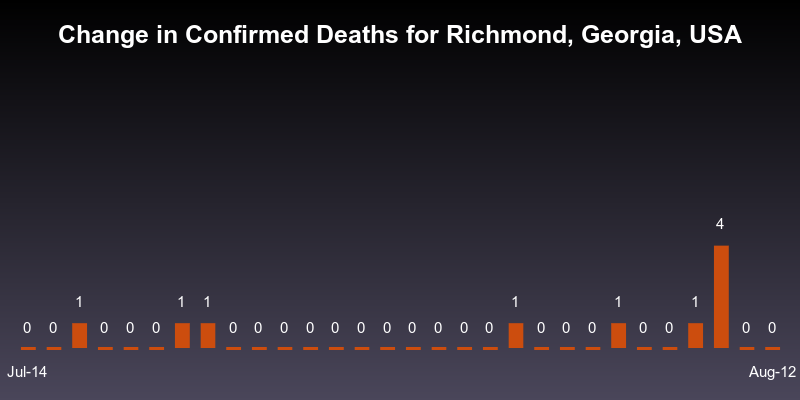 Change in Confirmed Deaths for Richmond, Georgia, USA
4
1 1 1 1 1 1
0 0 0 0 0 0 0 0 0 0 0 0 0 0 0 0 0 0 0 0 0 0 0
Jul-14 Aug-12